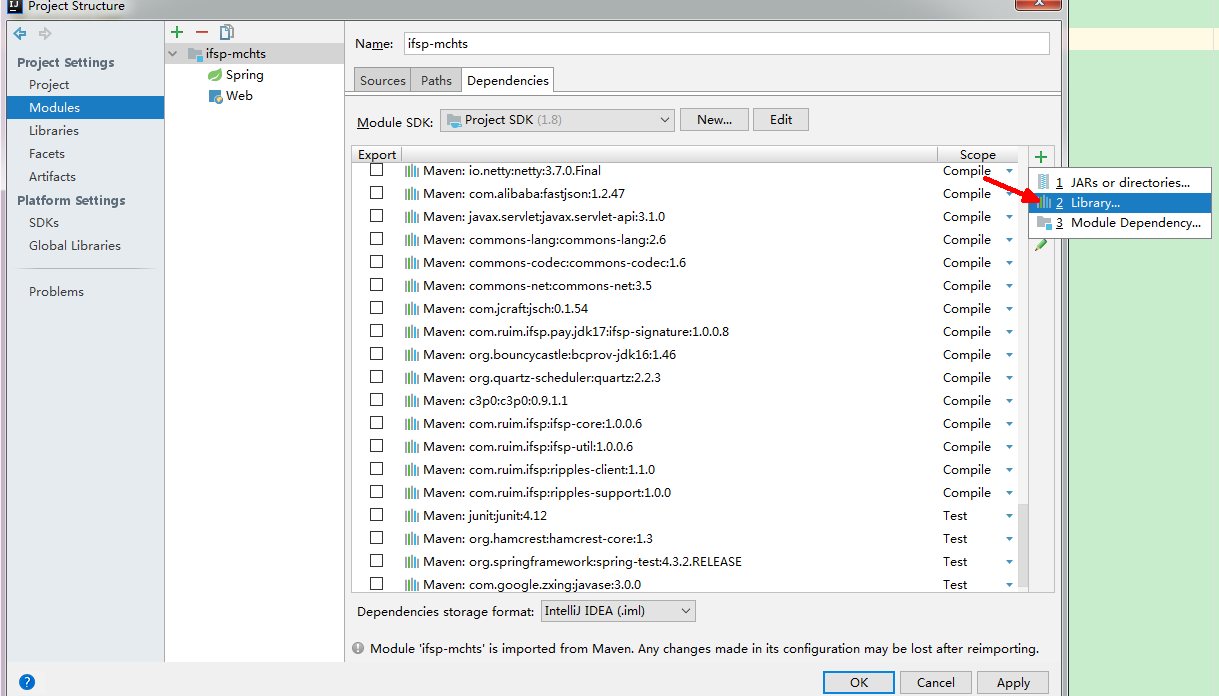 Project Structure
Project Settings
Project
Modules
Libraries
Facets
Artifacts
Platform Settings
SDKs
Global Libraries
Problems
ifsp-mchts
Spring
Web
Name: ifsp-mchts
Sources Paths Dependencies
Module SDK: Project SDK (1.8) New... Edit
Export Scope
Maven: io.netty:netty:3.7.0.Final Compile
Maven: com.alibaba:fastjson:1.2.47 Compile
Maven: javax.servlet:javax.servlet-api:3.1.0 Compile
Maven: commons-lang:commons-lang:2.6 Compile
Maven: commons-codec:commons-codec:1.6 Compile
Maven: commons-net:commons-net:3.5 Compile
Maven: com.jcraft:jsch:0.1.54 Compile
Maven: com.ruim.ifsp.pay.jdk17:ifsp-signature:1.0.0.8 Compile
Maven: org.bouncycastle:bcprov-jdk16:1.46 Compile
Maven: org.quartz-scheduler:quartz:2.2.3 Compile
Maven: c3p0:c3p0:0.9.1.1 Compile
Maven: com.ruim.ifsp:ifsp-core:1.0.0.6 Compile
Maven: com.ruim.ifsp:ifsp-util:1.0.0.6 Compile
Maven: com.ruim.ifsp:ripples-client:1.1.0 Compile
Maven: com.ruim.ifsp:ripples-support:1.0.0 Compile
Maven: junit:junit:4.12 Test
Maven: org.hamcrest:hamcrest-core:1.3 Test
Maven: org.springframework:spring-test:4.3.2.RELEASE Test
Maven: com.google.zxing:javase:3.0.0 Test
1 JARs or directories...
2 Library...
3 Module Dependency...
Dependencies storage format: IntelliJ IDEA (.iml)
Module 'ifsp-mchts' is imported from Maven. Any changes made in its configuration may be lost after reimporting.
? OK Cancel Apply